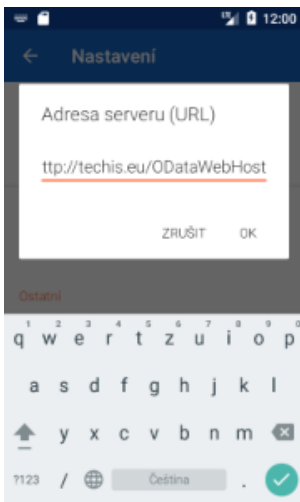 12:00
Nastavení
Adresa serveru (URL)
ttp://techis.eu/ODataWebHost
ZRUŠIT OK
Ostatní
1 2 3 4 5 6 7 8 9 0
q w e r t z u i o p
a s d f g h j k l
y x c v b n m
?123 / Čeština .